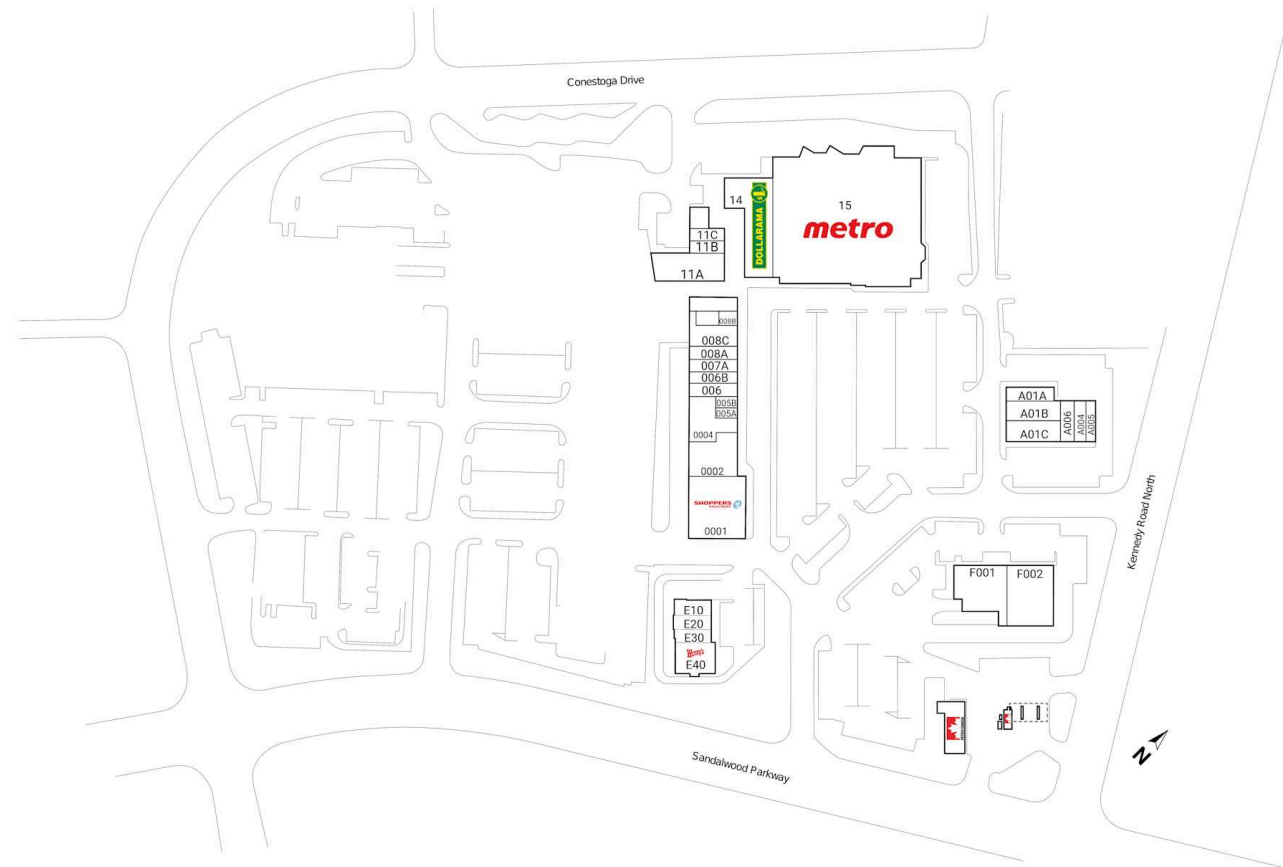 Conestoga Drive
14
DOLLARAMA
15
metro
11C
11B
11A
008B
008C
008A
007A
006B
006
005B
005A
0004
0002
SHOPPERS
0001
A01A
A01B
A01C
A006
A004
A005
Kennedy Road North
F001
F002
E10
E20
E30
Wendy's
E40
Sandalwood Parkway
N